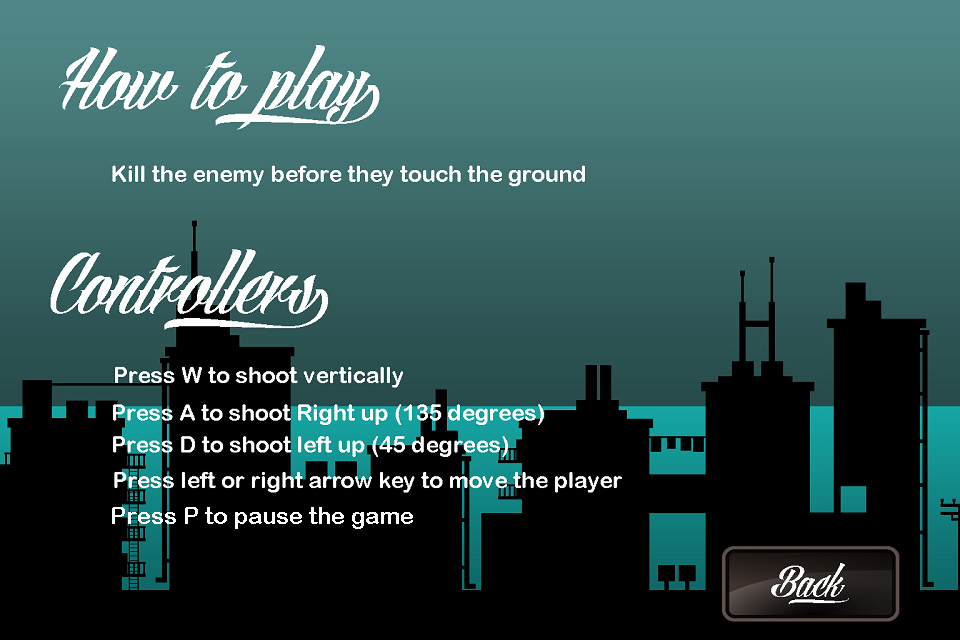 How to play
Kill the enemy before they touch the ground
Controllers
Press W to shoot vertically
Press A to shoot Right up (135 degrees)
Press D to shoot left up (45 degrees)
Press left or right arrow key to move the player
Press P to pause the game
Back